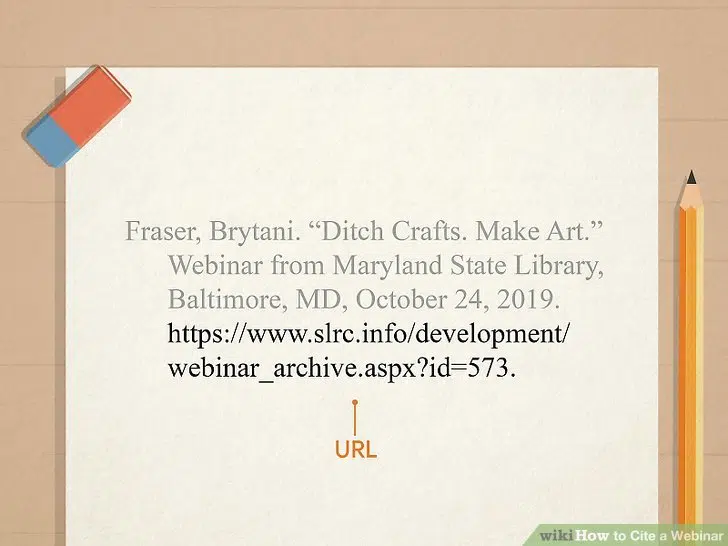 Fraser, Brytani. “Ditch Crafts. Make Art.”
Webinar from Maryland State Library,
Baltimore, MD, October 24, 2019.
https://www.slrc.info/development/
webinar_archive.aspx?id=573.
URL
wikiHow to Cite a Webinar